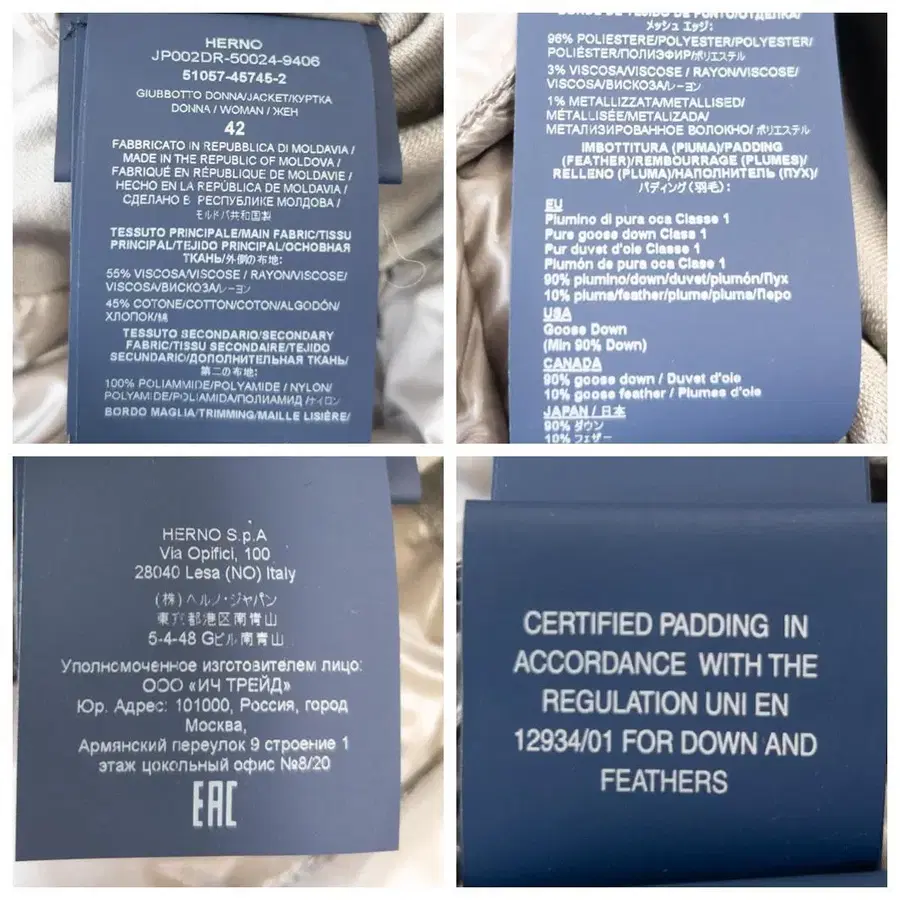 HERNO
JP002DR-50024-9406
51057-45745-2
GIUBBOTTO DONNA/JACKET/КУРТКА
DONNA / WOMAN / ЖЕН
42
FABBRICATO IN REPUBBLICA DI MOLDAVIA /
MADE IN THE REPUBLIC OF MOLDOVA /
FABRIQUÉ EN RÉPUBLIQUE DE MOLDAVIE /
HECHO EN LA REPÚBLICA DE MOLDAVIA /
СДЕЛАНО В РЕСПУБЛИКЕ МОЛДОВА /
モルドバ共和国製
TESSUTO PRINCIPALE/MAIN FABRIC/TISSU
PRINCIPAL/TEJIDO PRINCIPAL/ОСНОВНАЯ
ТКАНЬ/外側の布地:
55% VISCOSA/VISCOSE / RAYON/VISCOSE/
VISCOSA/ВИСКОЗА/レーヨン
45% COTONE/COTTON/COTON/ALGODÓN/
ХЛОПОК/綿
TESSUTO SECONDARIO/SECONDARY
FABRIC/TISSU SECONDAIRE/TEJIDO
SECUNDARIO/ДОПОЛНИТЕЛЬНАЯ ТКАНЬ/
第二の布地:
100% POLIAMMIDE/POLYAMIDE / NYLON/
POLYAMIDE/POLIAMIDA/ПОЛИАМИД /ナイロン
BORDO MAGLIA/TRIMMING/MAILLE LISIÈRE/
BORDE DE TEJIDO DE PUNTO/ОТДЕЛКА/
メッシュ エッジ:
96% POLIESTERE/POLYESTER/POLYESTER/
POLIÉSTER/ПОЛИЭФИР/ポリエステル
3% VISCOSA/VISCOSE / RAYON/VISCOSE/
VISCOSA/ВИСКОЗА/レーヨン
1% METALLIZZATA/METALLISED/
MÉTALLISÉE/METALIZADA/
МЕТАЛИЗИРОВАННОЕ ВОЛОКНО/ ポリエステル
IMBOTTITURA (PIUMA)/PADDING
(FEATHER)/REMBOURRAGE (PLUMES)/
RELLENO (PLUMA)/НАПОЛНИТЕЛЬ (ПУХ)/
パディング(羽毛):
EU
Piumino di pura oca Classe 1
Pure goose down Class 1
Pur duvet d'oie Classe 1
Plumón de pura oca Clase 1
90% piumino/down/duvet/plumón/Пух
10% piuma/feather/plume/pluma/Перо
USA
Goose Down
(Min 90% Down)
CANADA
90% goose down / Duvet d'oie
10% goose feather / Plumes d'oie
JAPAN / 日本
90% ダウン
10% フェザー
HERNO S.p.A
Via Opifici, 100
28040 Lesa (NO) Italy
(株)ヘルノ・ジャパン
東京都港区南青山
5-4-48 Gビル南青山
Уполномоченное изготовителем лицо:
ООО «ИЧ ТРЕЙД»
Юр. Адрес: 101000, Россия, город
Москва,
Армянский переулок 9 строение 1
этаж цокольный офис №8/20
EAC
CERTIFIED PADDING IN
ACCORDANCE WITH THE
REGULATION UNI EN
12934/01 FOR DOWN AND
FEATHERS